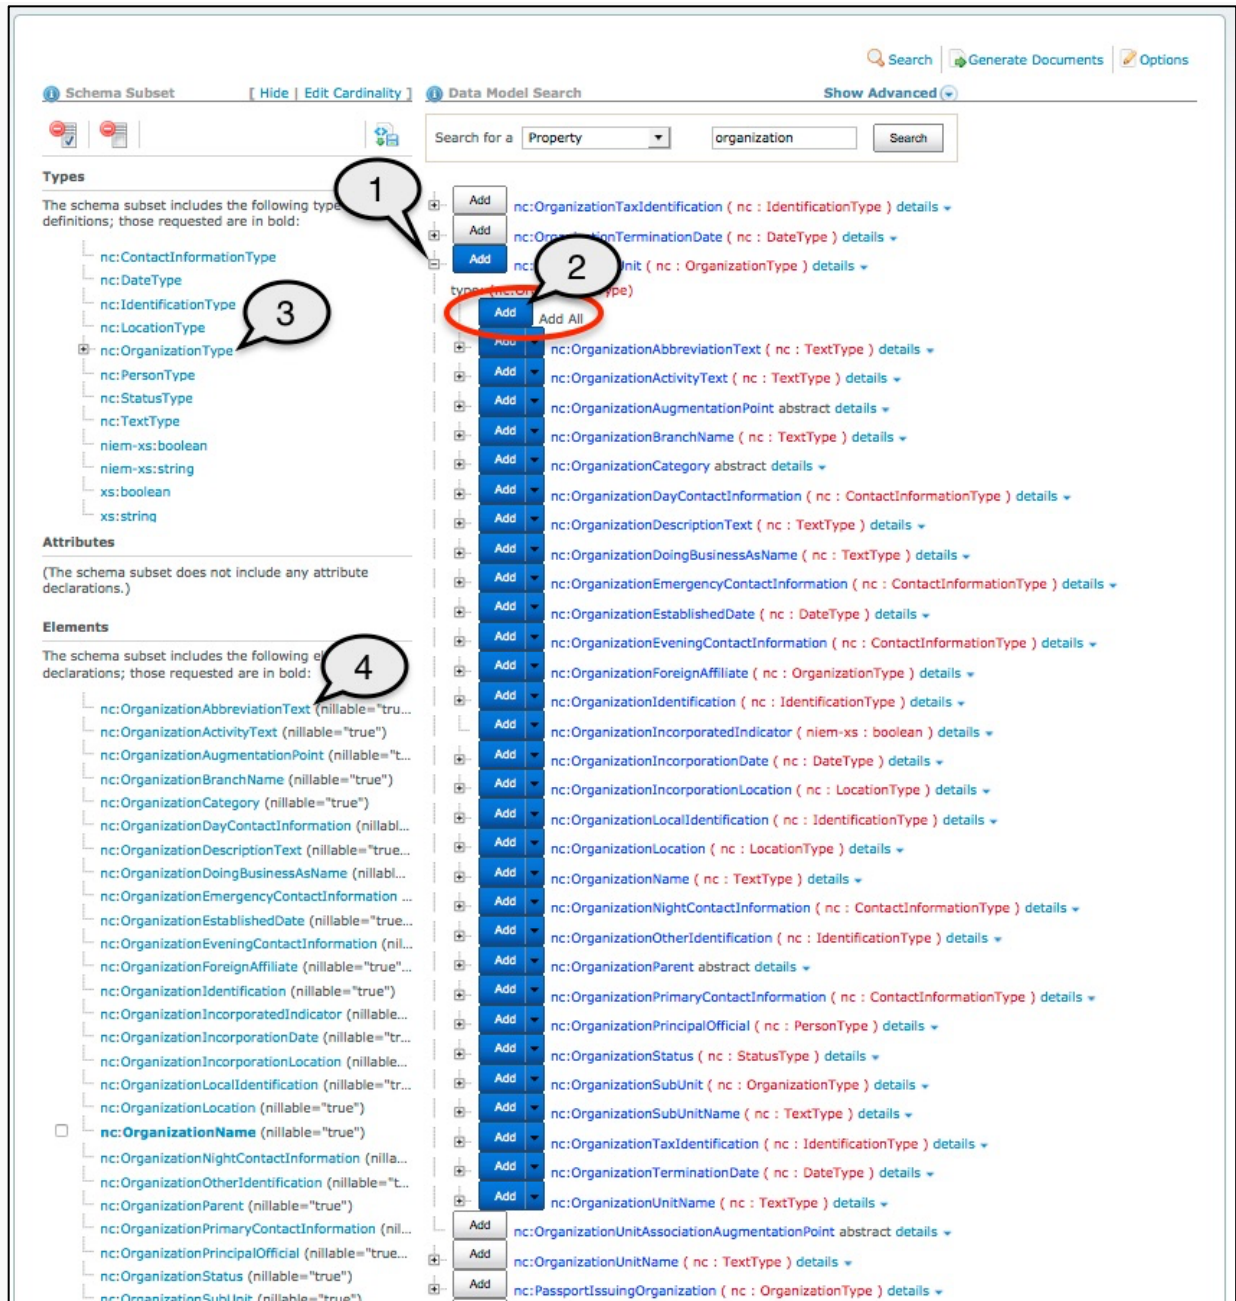 Search Generate Documents Options
Schema Subset [ Hide | Edit Cardinality ] Data Model Search Show Advanced
Search for a Property organization Search
Types
The schema subset includes the following type
definitions; those requested are in bold:
nc:ContactInformationType
nc:DateType
nc:IdentificationType
nc:LocationType
nc:OrganizationType
nc:PersonType
nc:StatusType
nc:TextType
niem-xs:boolean
niem-xs:string
xs:boolean
xs:string
Attributes
(The schema subset does not include any attribute
declarations.)
Elements
The schema subset includes the following el
declarations; those requested are in bold:
nc:OrganizationAbbreviationText (nillable="tru...
nc:OrganizationActivityText (nillable="true")
nc:OrganizationAugmentationPoint (nillable="t...
nc:OrganizationBranchName (nillable="true")
nc:OrganizationCategory (nillable="true")
nc:OrganizationDayContactInformation (nillabl...
nc:OrganizationDescriptionText (nillable="true...
nc:OrganizationDoingBusinessAsName (nillabl...
nc:OrganizationEmergencyContactInformation ...
nc:OrganizationEstablishedDate (nillable="true...
nc:OrganizationEveningContactInformation (nil...
nc:OrganizationForeignAffiliate (nillable="true"...
nc:OrganizationIdentification (nillable="true")
nc:OrganizationIncorporatedIndicator (nillable...
nc:OrganizationIncorporationDate (nillable="tr...
nc:OrganizationIncorporationLocation (nillable...
nc:OrganizationLocalIdentification (nillable="tr...
nc:OrganizationLocation (nillable="true")
nc:OrganizationName (nillable="true")
nc:OrganizationNightContactInformation (nilla...
nc:OrganizationOtherIdentification (nillable="t...
nc:OrganizationParent (nillable="true")
nc:OrganizationPrimaryContactInformation (nil...
nc:OrganizationPrincipalOfficial (nillable="true...
nc:OrganizationStatus (nillable="true")
nc:OrganizationSubUnit (nillable="true")
1
2
3
4
Add nc:OrganizationTaxIdentification ( nc : IdentificationType ) details
Add nc:OrganizationTerminationDate ( nc : DateType ) details
Add nc: nit ( nc : OrganizationType ) details
type: (nc:Or ype)
Add Add All
Add nc:OrganizationAbbreviationText ( nc : TextType ) details
Add nc:OrganizationActivityText ( nc : TextType ) details
Add nc:OrganizationAugmentationPoint abstract details
Add nc:OrganizationBranchName ( nc : TextType ) details
Add nc:OrganizationCategory abstract details
Add nc:OrganizationDayContactInformation ( nc : ContactInformationType ) details
Add nc:OrganizationDescriptionText ( nc : TextType ) details
Add nc:OrganizationDoingBusinessAsName ( nc : TextType ) details
Add nc:OrganizationEmergencyContactInformation ( nc : ContactInformationType ) details
Add nc:OrganizationEstablishedDate ( nc : DateType ) details
Add nc:OrganizationEveningContactInformation ( nc : ContactInformationType ) details
Add nc:OrganizationForeignAffiliate ( nc : OrganizationType ) details
Add nc:OrganizationIdentification ( nc : IdentificationType ) details
Add nc:OrganizationIncorporatedIndicator ( niem-xs : boolean ) details
Add nc:OrganizationIncorporationDate ( nc : DateType ) details
Add nc:OrganizationIncorporationLocation ( nc : LocationType ) details
Add nc:OrganizationLocalIdentification ( nc : IdentificationType ) details
Add nc:OrganizationLocation ( nc : LocationType ) details
Add nc:OrganizationName ( nc : TextType ) details
Add nc:OrganizationNightContactInformation ( nc : ContactInformationType ) details
Add nc:OrganizationOtherIdentification ( nc : IdentificationType ) details
Add nc:OrganizationParent abstract details
Add nc:OrganizationPrimaryContactInformation ( nc : ContactInformationType ) details
Add nc:OrganizationPrincipalOfficial ( nc : PersonType ) details
Add nc:OrganizationStatus ( nc : StatusType ) details
Add nc:OrganizationSubUnit ( nc : OrganizationType ) details
Add nc:OrganizationSubUnitName ( nc : TextType ) details
Add nc:OrganizationTaxIdentification ( nc : IdentificationType ) details
Add nc:OrganizationTerminationDate ( nc : DateType ) details
Add nc:OrganizationUnitName ( nc : TextType ) details
Add nc:OrganizationUnitAssociationAugmentationPoint abstract details
Add nc:OrganizationUnitName ( nc : TextType ) details
Add nc:PassportIssuingOrganization ( nc : OrganizationType ) details